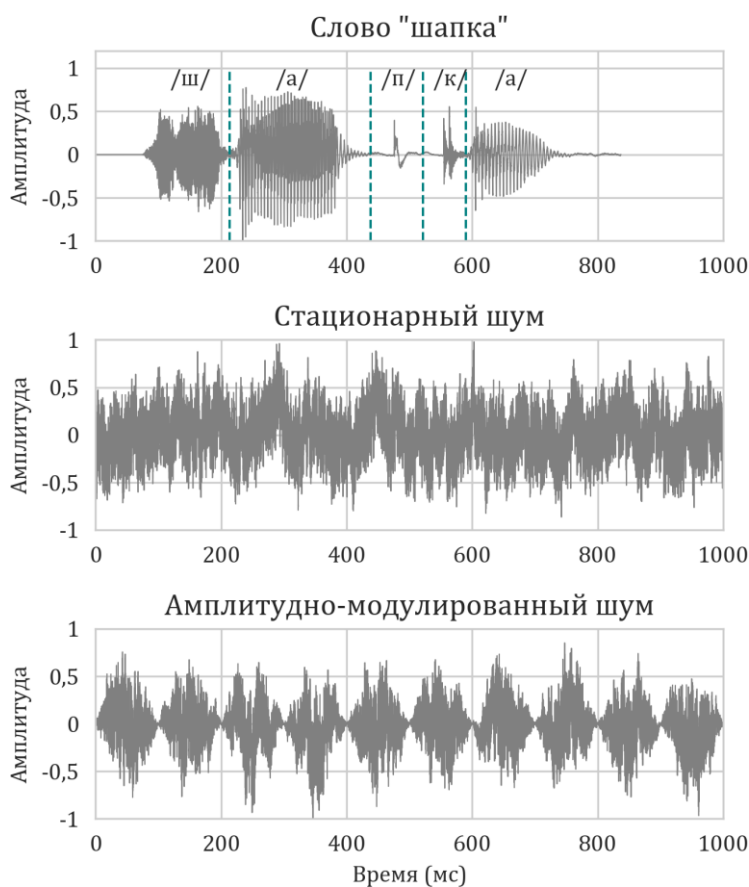 Слово "шапка"
/ш/ /а/ /п/ /к/ /а/
Амплитуда
1
0,5
0
-0,5
-1
0 200 400 600 800 1000
Стационарный шум
Амплитуда
1
0,5
0
-0,5
-1
0 200 400 600 800 1000
Амплитудно-модулированный шум
Амплитуда
1
0,5
0
-0,5
-1
0 200 400 600 800 1000
Время (мс)